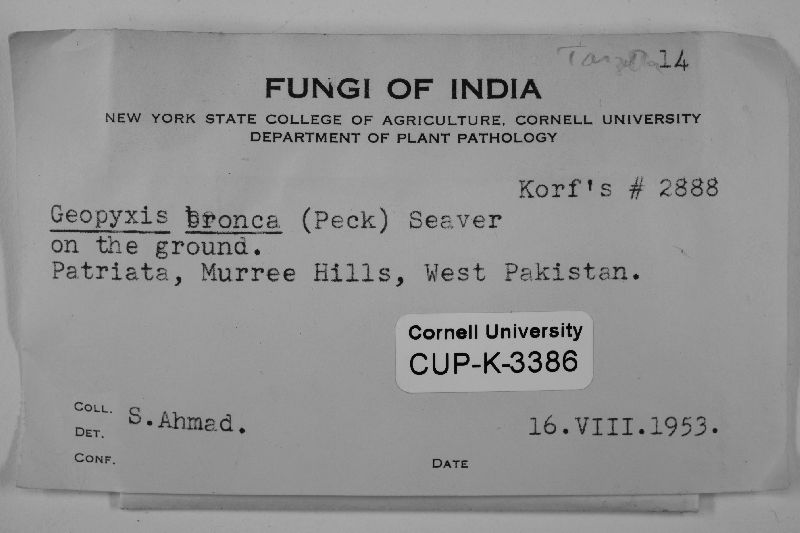 Tarzetta 14
FUNGI OF INDIA
NEW YORK STATE COLLEGE OF AGRICULTURE, CORNELL UNIVERSITY
DEPARTMENT OF PLANT PATHOLOGY
Korf's # 2888
Geopyxis bronca (Peck) Seaver
on the ground.
Patriata, Murree Hills, West Pakistan.
Cornell University
CUP-K-3386
COLL. S.Ahmad.
DET.
16.VIII.1953.
CONF.
DATE